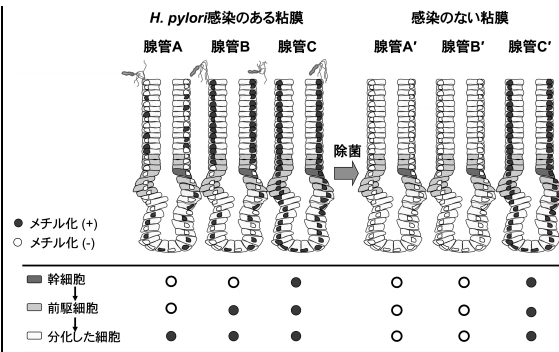 H. pylori感染のある粘膜
感染のない粘膜
腺管A
腺管B
腺管C
腺管A′
腺管B′
腺管C′
除菌
メチル化 (+)
メチル化 (-)
幹細胞
前駆細胞
分化した細胞